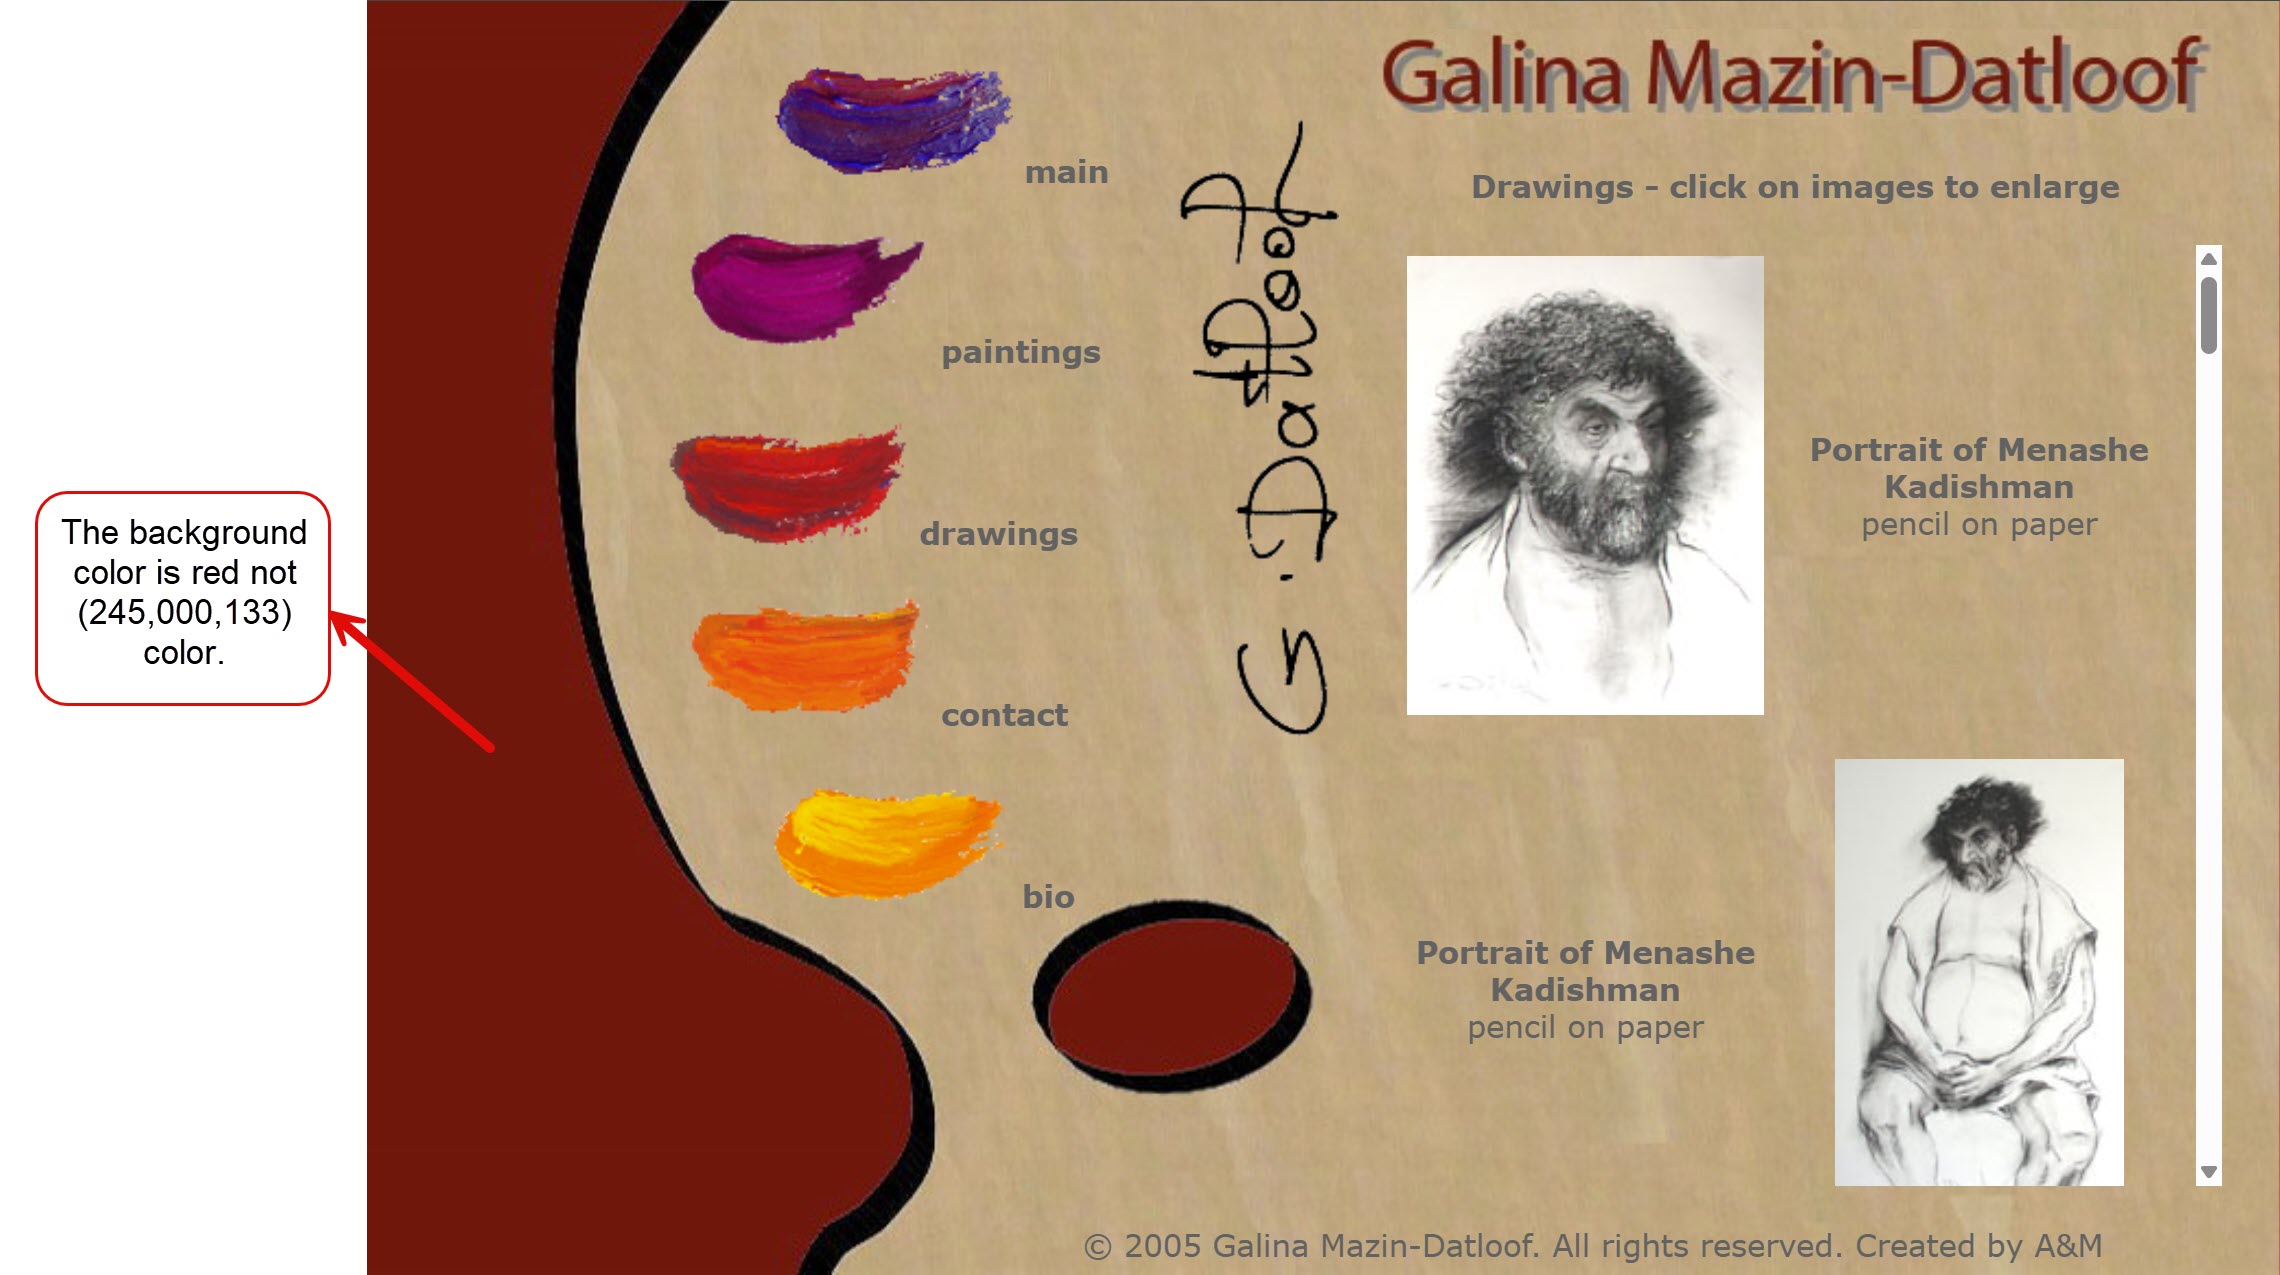 Galina Mazin-Datloof
main
Drawings - click on images to enlarge
paintings
G. Datloof
Portrait of Menashe
Kadishman
pencil on paper
drawings
The background
color is red not
(245,000,133)
color.
contact
bio
Portrait of Menashe
Kadishman
pencil on paper
© 2005 Galina Mazin-Datloof. All rights reserved. Created by A&M